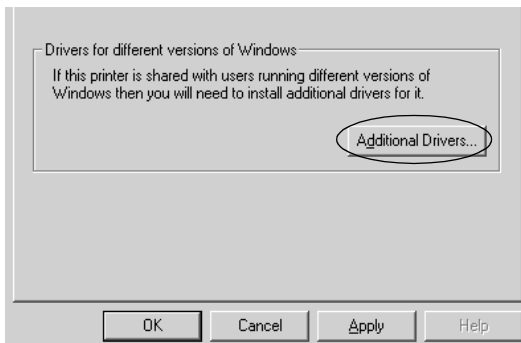 Drivers for different versions of Windows
If this printer is shared with users running different versions of
Windows then you will need to install additional drivers for it.
Additional Drivers...
OK Cancel Apply Help